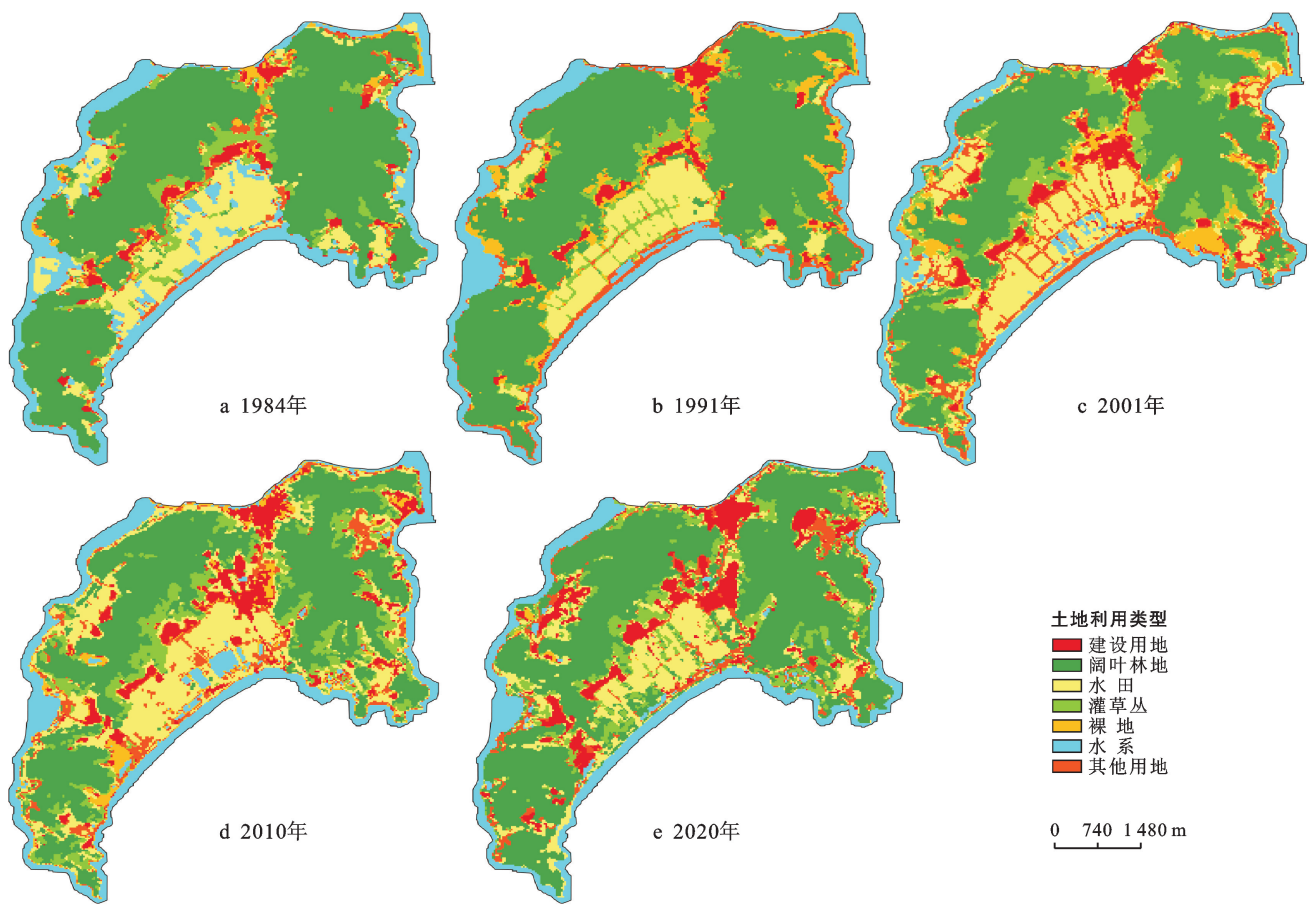 a 1984年
b 1991年
c 2001年
d 2010年
e 2020年
土地利用类型
建设用地
阔叶林地
水 田
灌草丛
裸 地
水 系
其他用地
0 740 1 480 m